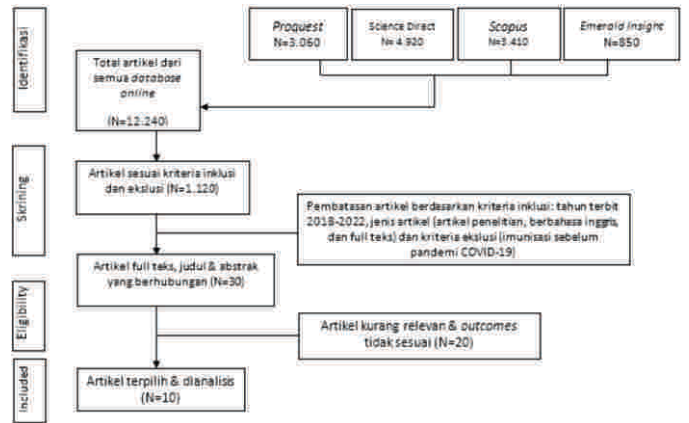 Identifikasi
Proquest
N=3.060
Science Direct
N= 4.920
Scopus
N=3.410
Emerald Insight
N=850
Total artikel dari
semua database
online
(N=12.240)
Skrining
Artikel sesuai kriteria inklusi
dan ekslusi (N=1.120)
Pembatasan artikel berdasarkan kriteria inklusi: tahun terbit
2018-2022, jenis artikel (artikel penelitian, berbahasa inggris,
dan full teks) dan kriteria ekslusi (imunisasi sebelum
pandemi COVID-19)
Eligibility
Artikel full teks, judul & abstrak
yang berhubungan (N=30)
Artikel kurang relevan & outcomes
tidak sesuai (N=20)
Included
Artikel terpilih & dianalisis
(N=10)